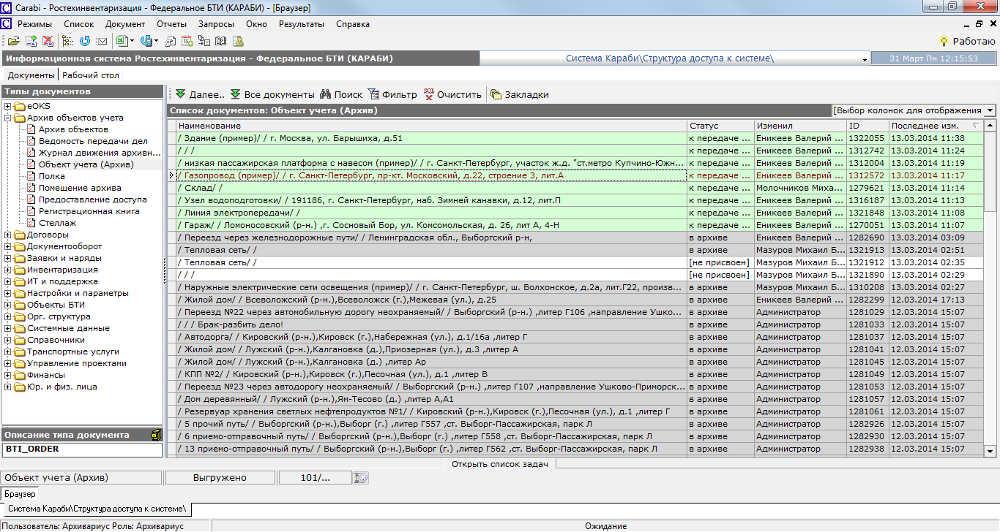 Carabi - Ростехинвентаризация - Федеральное БТИ (КАРАБИ) - [Браузер]
Режимы Список Документ Отчеты Запросы Окно Результаты Справка
Работаю
Информационная система Ростехинвентаризация - Федеральное БТИ (КАРАБИ) Система Караби\Структура доступа к системе\ 31 Март Пн 12:15:53
Документы Рабочий стол
Типы документов
eOKS
Архив объектов учета
Архив объектов
Ведомость передачи дел
Журнал движения архивн...
Объект учета (Архив)
Полка
Помещение архива
Предоставление доступа
Регистрационная книга
Стеллаж
Договоры
Документооборот
Заявки и наряды
Инвентаризация
ИТ и поддержка
Настройки и параметры
Объекты БТИ
Орг. структура
Системные данные
Справочники
Транспортные услуги
Управление проектами
Финансы
Юр. и физ. лица
Описание типа документа
BTI_ORDER
Далее.. Все документы Поиск Фильтр SQL Очистить Закладки
Список документов: Объект учета (Архив) [Выбор колонок для отображения
Наименование Статус Изменил ID Последнее изм.
/ Здание (пример)/ / г. Москва, ул. Барышиха, д.51 к передаче ... Еникеев Валерий ... 1322055 13.03.2014 11:38
/ / / к передаче ... Еникеев Валерий ... 1312742 13.03.2014 11:24
/ низкая пассажирская платформа с навесом (пример)/ / г. Санкт-Петербург, участок ж.д. "ст.метро Купчино-Южн... к передаче ... Еникеев Валерий ... 1312004 13.03.2014 11:19
/ Газопровод (пример)/ / г. Санкт-Петербург, пр-кт. Московский, д.22, строение 3, лит.А к передаче ... Еникеев Валерий ... 1312572 13.03.2014 11:17
/ Склад/ / к передаче ... Молочников Миха... 1279621 13.03.2014 11:14
/ Узел водоподготовки/ / 191186, г. Санкт-Петербург, наб. Зимней канавки, д.12, лит.П к передаче ... Еникеев Валерий ... 1316187 13.03.2014 11:13
/ Линия электропередачи/ / к передаче ... Еникеев Валерий ... 1321848 13.03.2014 11:08
/ Гараж/ / Ломоносовский (р-н.) ,г. Сосновый Бор, ул. Комсомольская, д. 26, лит А, 4-Н к передаче ... Еникеев Валерий ... 1270051 13.03.2014 11:07
/ Переезд через железнодорожные пути/ / Ленинградская обл., Выборгский р-н, в архиве Еникеев Валерий ... 1282690 13.03.2014 03:09
/ Тепловая сеть/ / в архиве Мазуров Михаил Б... 1321913 13.03.2014 02:51
/ Тепловая сеть/ / [не присвоен] Мазуров Михаил Б... 1321912 13.03.2014 02:35
/ / / [не присвоен] Мазуров Михаил Б... 1321890 13.03.2014 02:29
/ Наружные электрические сети освещения (пример)/ / г. Санкт-Петербург, ш. Волхонское, д.2а, лит.Г22, произв... в архиве Мазуров Михаил Б... 1310208 13.03.2014 02:27
/ Жилой дом/ / Всеволожский (р-н.),Всеволожск (г.),Межевая (ул.), д.25 в архиве Еникеев Валерий ... 1282299 12.03.2014 17:13
/ Переезд №22 через автомобильную дорогу неохраняемый/ / Выборгский (р-н.) ,литер Г106 ,направление Ушко... в архиве Администратор 1281029 12.03.2014 15:07
/ / / Брак-разбить дело! в архиве Администратор 1281033 12.03.2014 15:07
/ Автодорга/ / Кировский (р-н.),Кировск (г.),Набережная (ул.), д.1/16а ,литер Г в архиве Администратор 1281037 12.03.2014 15:07
/ Жилой дом/ / Лужский (р-н.),Калгановка (д.),Приозерная (ул.), д.3 ,литер А в архиве Администратор 1281041 12.03.2014 15:07
/ Жилой дом/ / Лужский (р-н.),Калгановка (д.) ,литер Ар в архиве Администратор 1281045 12.03.2014 15:07
/ КПП №2/ / Кировский (р-н.),Кировск (г.),Песочная (ул.), д.1 ,литер В в архиве Администратор 1281049 12.03.2014 15:07
/ Переезд №23 через автодорогу неохраняемый/ / Выборгский (р-н.) ,литер Г107 ,направление Ушково-Приморск... в архиве Администратор 1281053 12.03.2014 15:07
/ Дом деревянный/ / Лужский (р-н.),Ям-Тесово (д.) ,литер А,А1 в архиве Администратор 1281057 12.03.2014 15:07
/ Резервуар хранения светлых нефтепродуктов №1/ / Кировский (р-н.),Кировск (г.),Песочная (ул.), д.1 ,литер Г в архиве Администратор 1281061 12.03.2014 15:07
/ 5 прочий путь/ / Выборгский (р-н.),Выборг (г.) ,литер Г557 ,ст. Выборг-Пассажирская, парк Л в архиве Администратор 1282926 12.03.2014 15:07
/ 6 приемо-отправочный путь/ / Выборгский (р-н.),Выборг (г.) ,литер Г558 ,ст. Выборг-Пассажирская, парк Л в архиве Администратор 1282930 12.03.2014 15:07
/ 13 приемо-отправочный путь/ / Выборгский (р-н.),Выборг (г.) ,литер Г562 ,ст. Выборг-Пассажирская, парк Л в архиве Администратор 1282938 12.03.2014 15:07
Открыть список задач
Объект учета (Архив) Выгружено 101/...
Браузер
Система Караби\Структура доступа к системе\
Пользователь: Архивариус Роль: Архивариус Ожидание